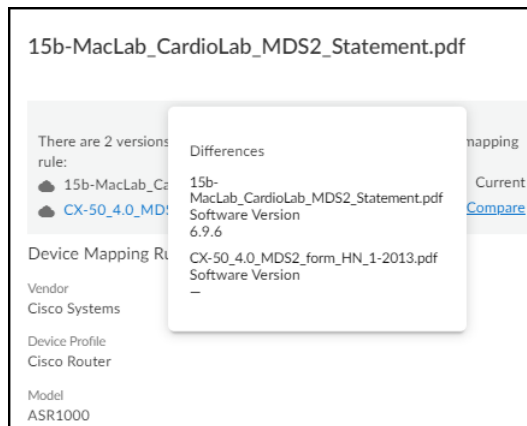 15b-MacLab_CardioLab_MDS2_Statement.pdf
There are 2 versions
mapping
rule:
15b-MacLab_Ca
Current
CX-50_4.0_MDS
Compare
Differences
15b-
MacLab_CardioLab_MDS2_Statement.pdf
Software Version
6.9.6
CX-50_4.0_MDS2_form_HN_1-2013.pdf
Software Version
—
Device Mapping Ru
Vendor
Cisco Systems
Device Profile
Cisco Router
Model
ASR1000